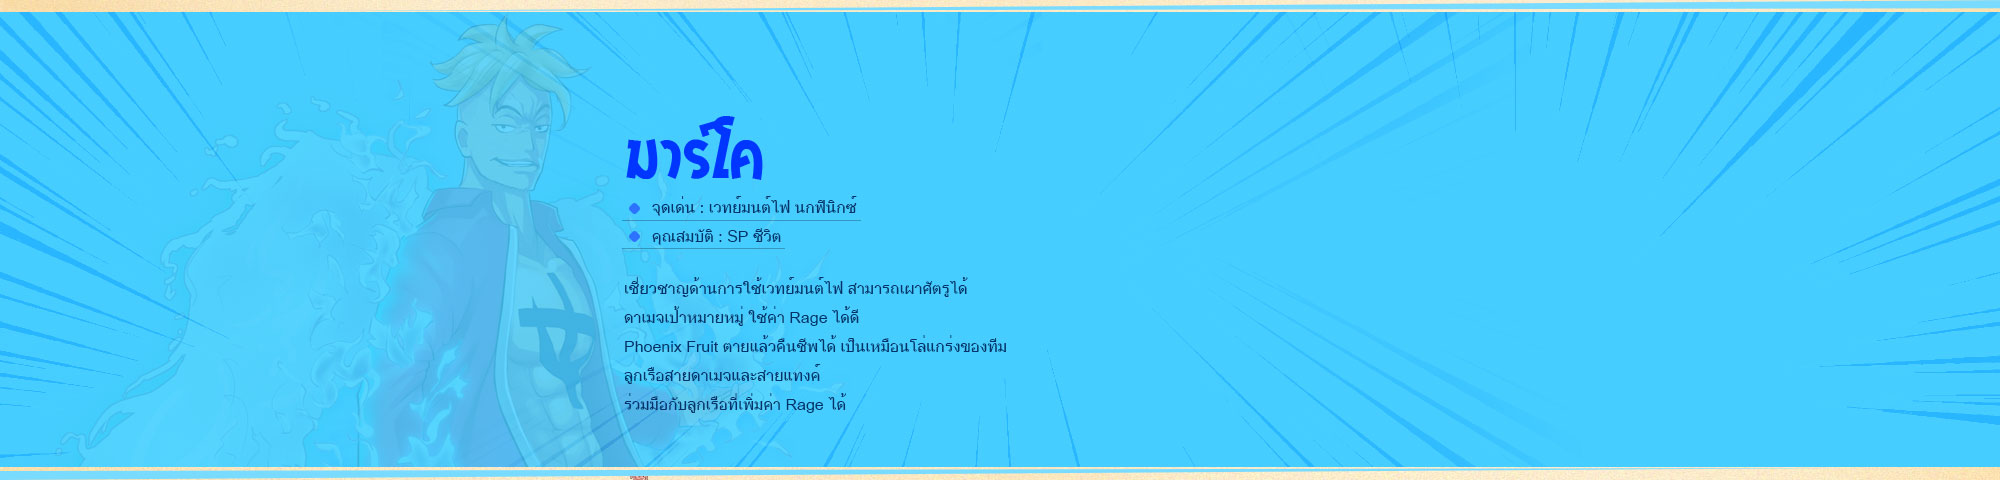 มาร์โค
จุดเด่น : เวทย์มนต์ไฟ นกฟีนิกซ์
คุณสมบัติ : SP ชีวิต
เชี่ยวชาญด้านการใช้เวทย์มนต์ไฟ สามารถเผาศัตรูได้
ดาเมจเป้าหมายหมู่ ใช้ค่า Rage ได้ดี
Phoenix Fruit ตายแล้วคืนชีพได้ เป็นเหมือนโล่แกร่งของทีม
ลูกเรือสายดาเมจและสายแทงค์
ร่วมมือกับลูกเรือที่เพิ่มค่า Rage ได้